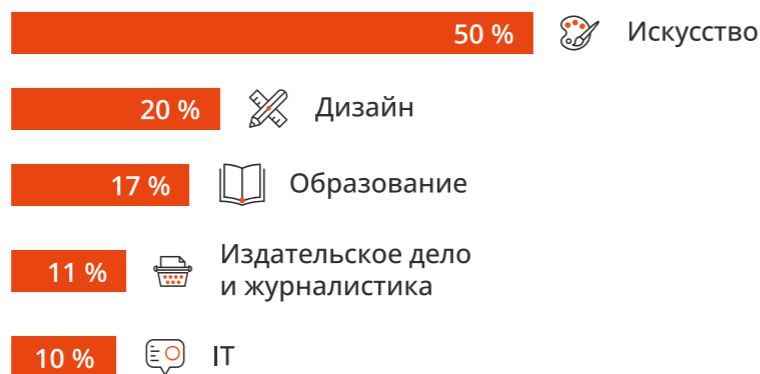 50 % Искусство
20 % Дизайн
17 % Образование
11 % Издательское дело
и журналистика
10 % IT